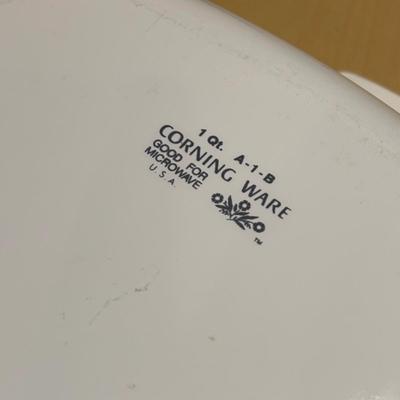 1 Qt. A-1-B
CORNING WARE
GOOD FOR
MICROWAVE
U.S.A.
TM